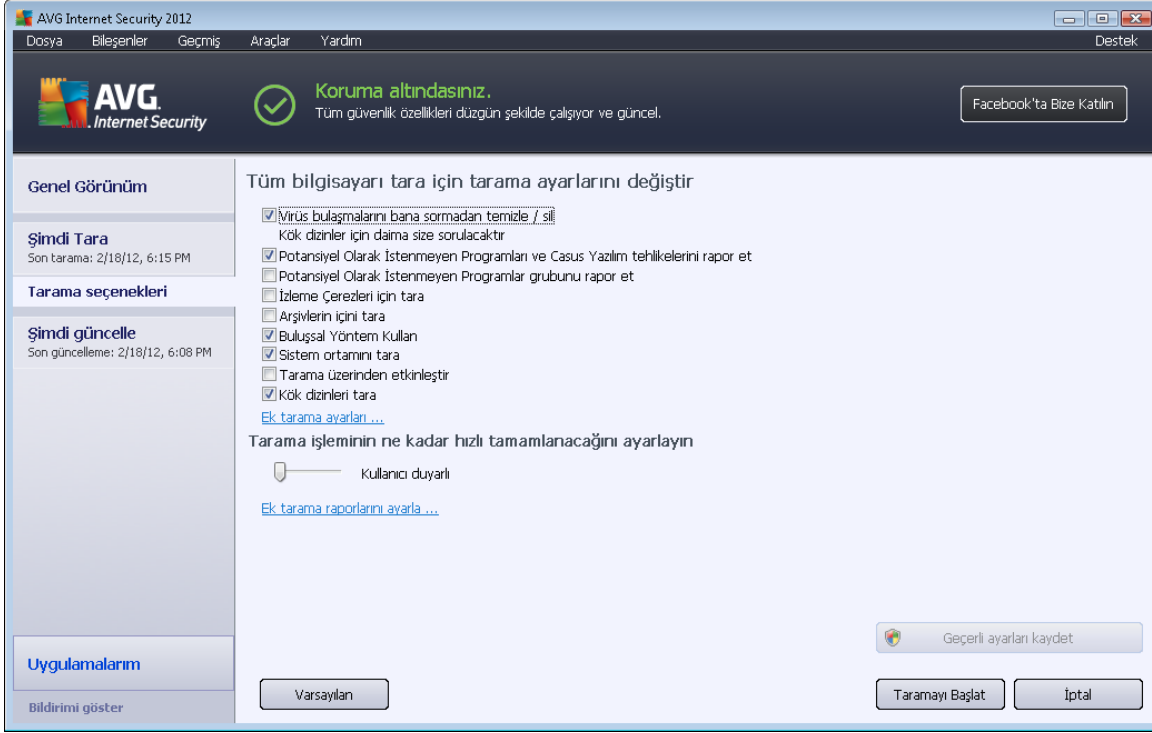 AVG Internet Security 2012
Dosya Bileşenler Geçmiş Araçlar Yardım Destek
AVG.
Internet Security
Koruma altındasınız.
Tüm güvenlik özellikleri düzgün şekilde çalışıyor ve güncel.
Facebook'ta Bize Katılın
Genel Görünüm
Şimdi Tara
Son tarama: 2/18/12, 6:15 PM
Tarama seçenekleri
Şimdi güncelle
Son güncelleme: 2/18/12, 6:08 PM
Uygulamalarım
Bildirimi göster
Tüm bilgisayarı tara için tarama ayarlarını değiştir
Virüs bulaşmalarını bana sormadan temizle / sil
Kök dizinler için daima size sorulacaktır
Potansiyel Olarak İstenmeyen Programları ve Casus Yazılım tehlikelerini rapor et
Potansiyel Olarak İstenmeyen Programlar grubunu rapor et
İzleme Çerezleri için tara
Arşivlerin içini tara
Buluşsal Yöntem Kullan
Sistem ortamını tara
Tarama üzerinden etkinleştir
Kök dizinleri tara
Ek tarama ayarları ...
Tarama işleminin ne kadar hızlı tamamlanacağını ayarlayın
Kullanıcı duyarlı
Ek tarama raporlarını ayarla ...
Geçerli ayarları kaydet
Varsayılan
Taramayı Başlat
İptal